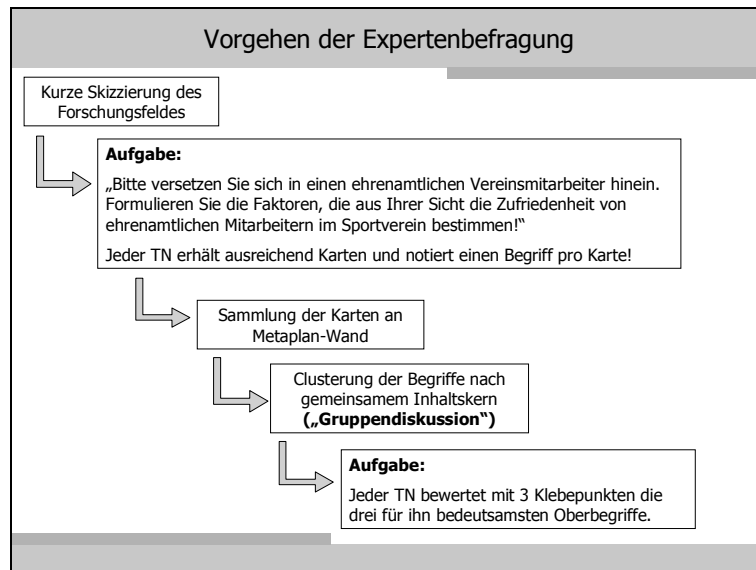 Vorgehen der Expertenbefragung
Kurze Skizzierung des
Forschungsfeldes
Aufgabe:
„Bitte versetzen Sie sich in einen ehrenamtlichen Vereinsmitarbeiter hinein.
Formulieren Sie die Faktoren, die aus Ihrer Sicht die Zufriedenheit von
ehrenamtlichen Mitarbeitern im Sportverein bestimmen!“
Jeder TN erhält ausreichend Karten und notiert einen Begriff pro Karte!
Sammlung der Karten an
Metaplan-Wand
Clusterung der Begriffe nach
gemeinsamem Inhaltskern
(„Gruppendiskussion“)
Aufgabe:
Jeder TN bewertet mit 3 Klebepunkten die
drei für ihn bedeutsamsten Oberbegriffe.